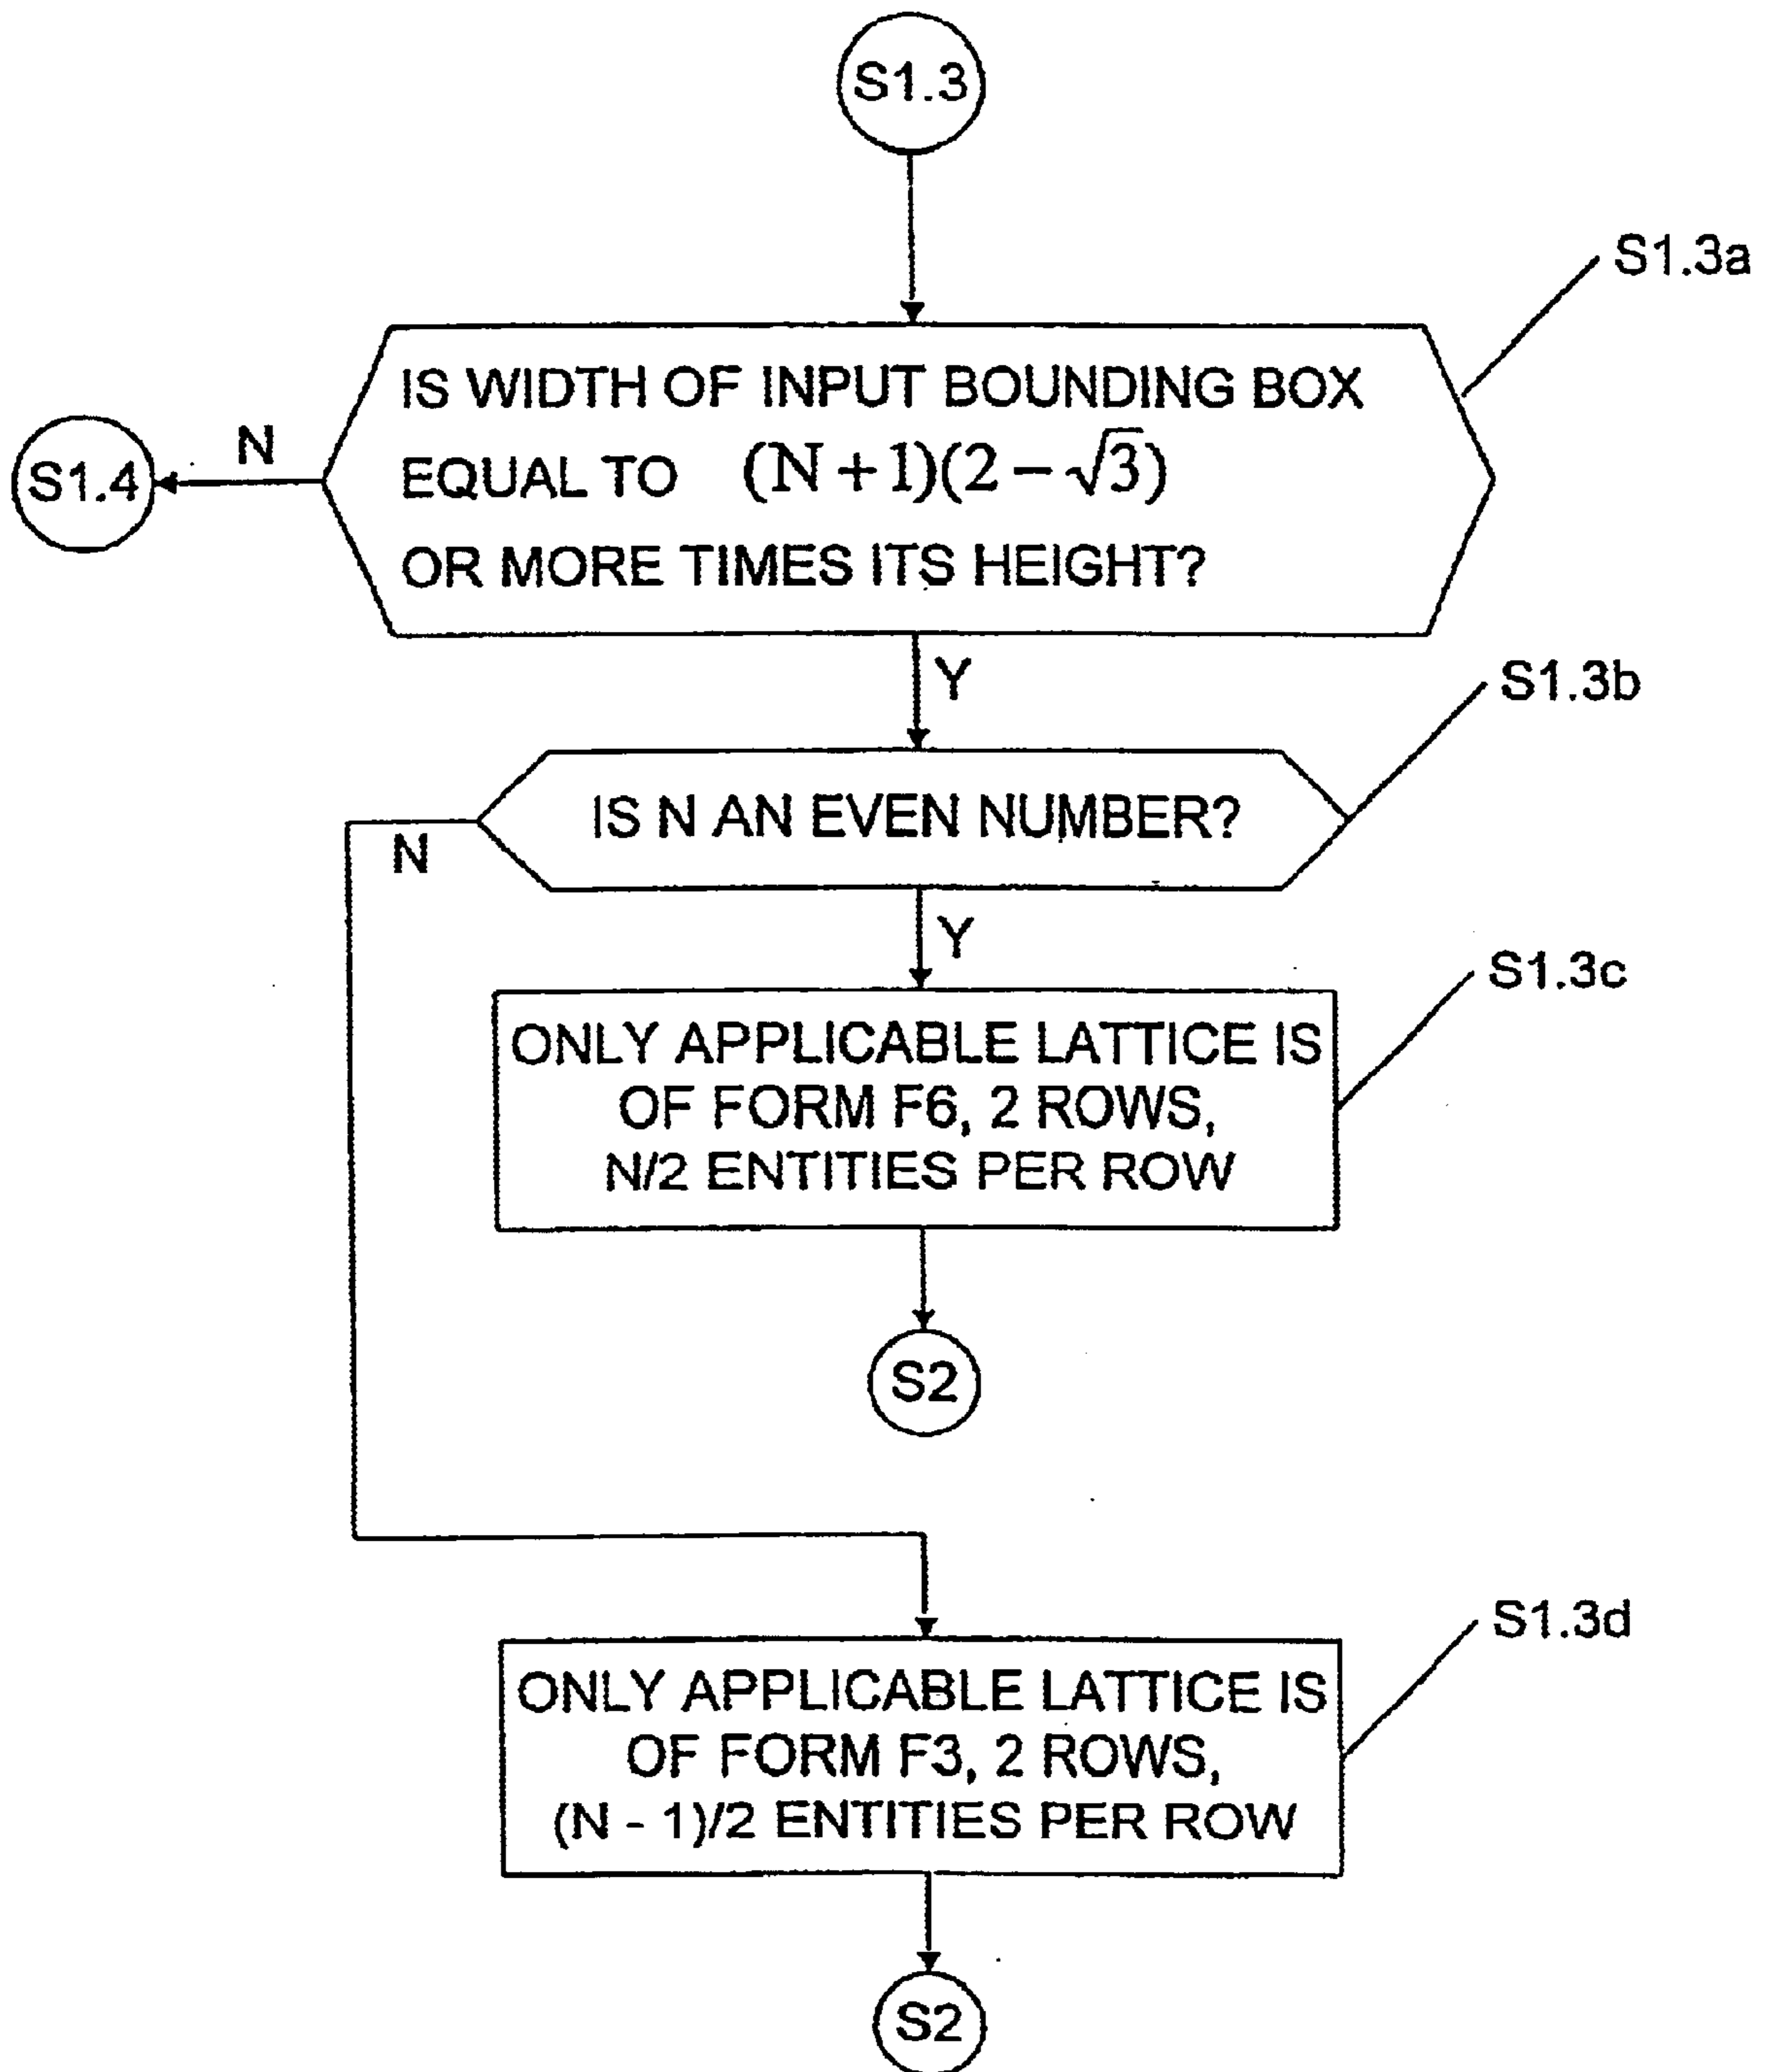 S1.3
S1.3a
IS WIDTH OF INPUT BOUNDING BOX
EQUAL TO (N+1)(2-√3)
OR MORE TIMES ITS HEIGHT?
N
S1.4
Y
S1.3b
IS N AN EVEN NUMBER?
N
Y
S1.3c
ONLY APPLICABLE LATTICE IS
OF FORM F6, 2 ROWS,
N/2 ENTITIES PER ROW
S2
S1.3d
ONLY APPLICABLE LATTICE IS
OF FORM F3, 2 ROWS,
(N - 1)/2 ENTITIES PER ROW
S2